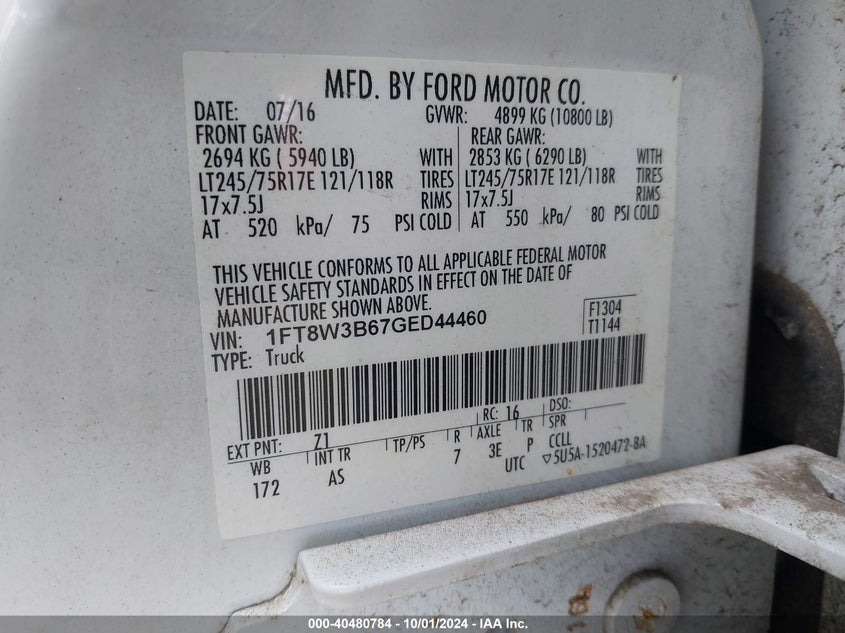 MFD. BY FORD MOTOR CO.
DATE: 07/16 GVWR: 4899 KG (10800 LB)
FRONT GAWR: REAR GAWR:
2694 KG ( 5940 LB) WITH 2853 KG ( 6290 LB) WITH
LT245/75R17E 121/118R TIRES LT245/75R17E 121/118R TIRES
17x7.5J RIMS 17x7.5J RIMS
AT 520 kPa/ 75 PSI COLD AT 550 kPa/ 80 PSI COLD
THIS VEHICLE CONFORMS TO ALL APPLICABLE FEDERAL MOTOR
VEHICLE SAFETY STANDARDS IN EFFECT ON THE DATE OF
MANUFACTURE SHOWN ABOVE.
VIN: 1FT8W3B67GED44460 F1304
TYPE: Truck T1144
EXT PNT: Z1 RC: 16 DSO:
WB INT TR TP/PS R AXLE TR SPR
172 AS 7 3E P CCLL
UTC ▽5U5A-1520472-BA
000-40480784 - 10/01/2024 - IAA Inc.